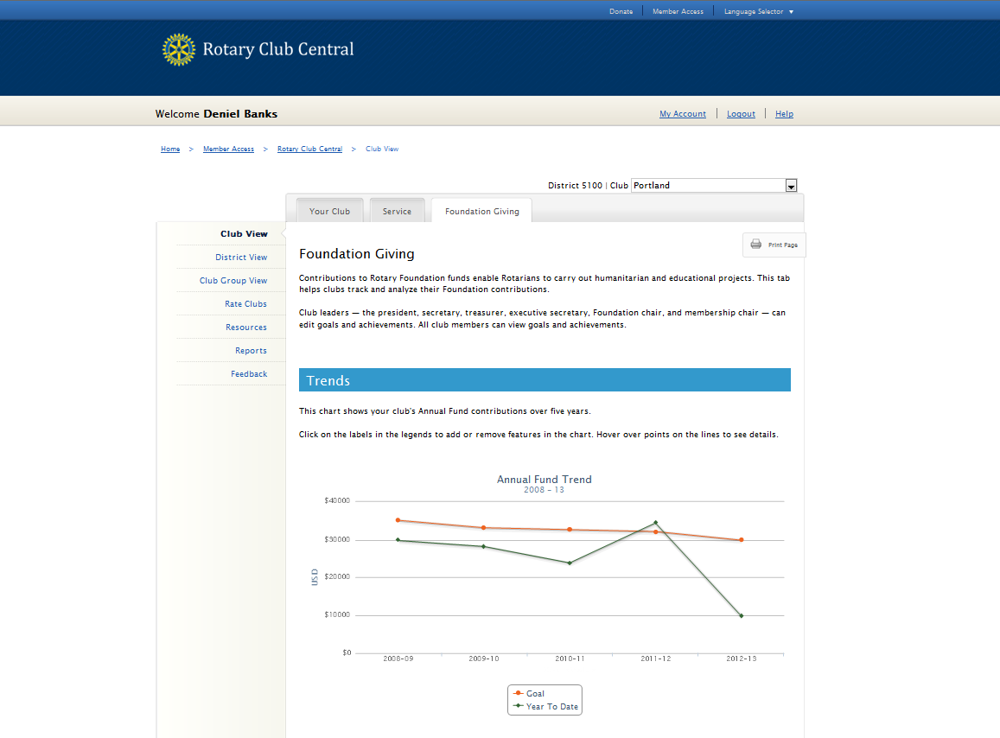 Donate Member Access Language Selector
Rotary Club Central
Welcome Deniel Banks
My Account Logout Help
Home > Member Access > Rotary Club Central > Club View
District 5100 | Club Portland
Your Club Service Foundation Giving
Club View
District View
Club Group View
Rate Clubs
Resources
Reports
Feedback
Print Page
Foundation Giving
Contributions to Rotary Foundation funds enable Rotarians to carry out humanitarian and educational projects. This tab
helps clubs track and analyze their Foundation contributions.
Club leaders — the president, secretary, treasurer, executive secretary, Foundation chair, and membership chair — can
edit goals and achievements. All club members can view goals and achievements.
Trends
This chart shows your club's Annual Fund contributions over five years.
Click on the labels in the legends to add or remove features in the chart. Hover over points on the lines to see details.
Annual Fund Trend
2008 - 13
$40000
$30000
$20000
$10000
$0
USD
2008-09 2009-10 2010-11 2011-12 2012-13
Goal
Year To Date